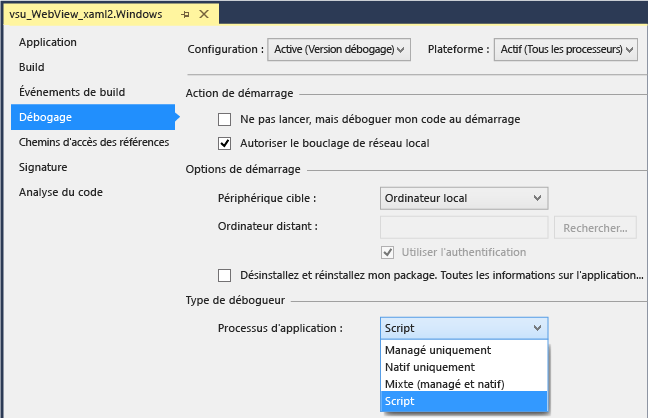 vsu_WebView_xaml2.Windows
Application
Build
Événements de build
Débogage
Chemins d'accès des références
Signature
Analyse du code
Configuration : Active (Version débogage) Plateforme : Actif (Tous les processeurs)
Action de démarrage
Ne pas lancer, mais déboguer mon code au démarrage
Autoriser le bouclage de réseau local
Options de démarrage
Périphérique cible : Ordinateur local
Ordinateur distant : Rechercher...
Utiliser l'authentification
Désinstallez et réinstallez mon package. Toutes les informations sur l'application...
Type de débogueur
Processus d'application : Script
Managé uniquement
Natif uniquement
Mixte (managé et natif)
Script